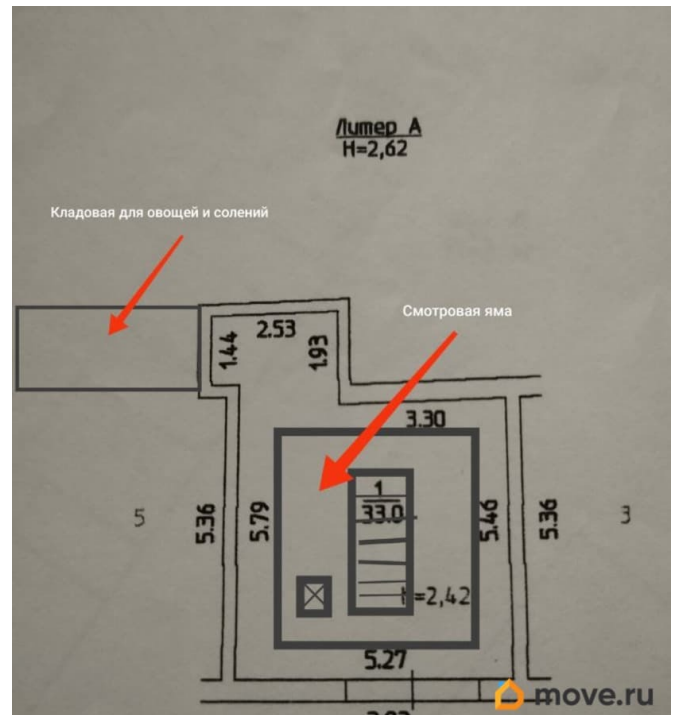 Литер А
H=2,62
Кладовая для овощей и солений
Смотровая яма
2.53
1.44
1.93
3.30
1
33.0
5
5.36
5.79
5.46
5.36
3
H=2,42
5.27
move.ru